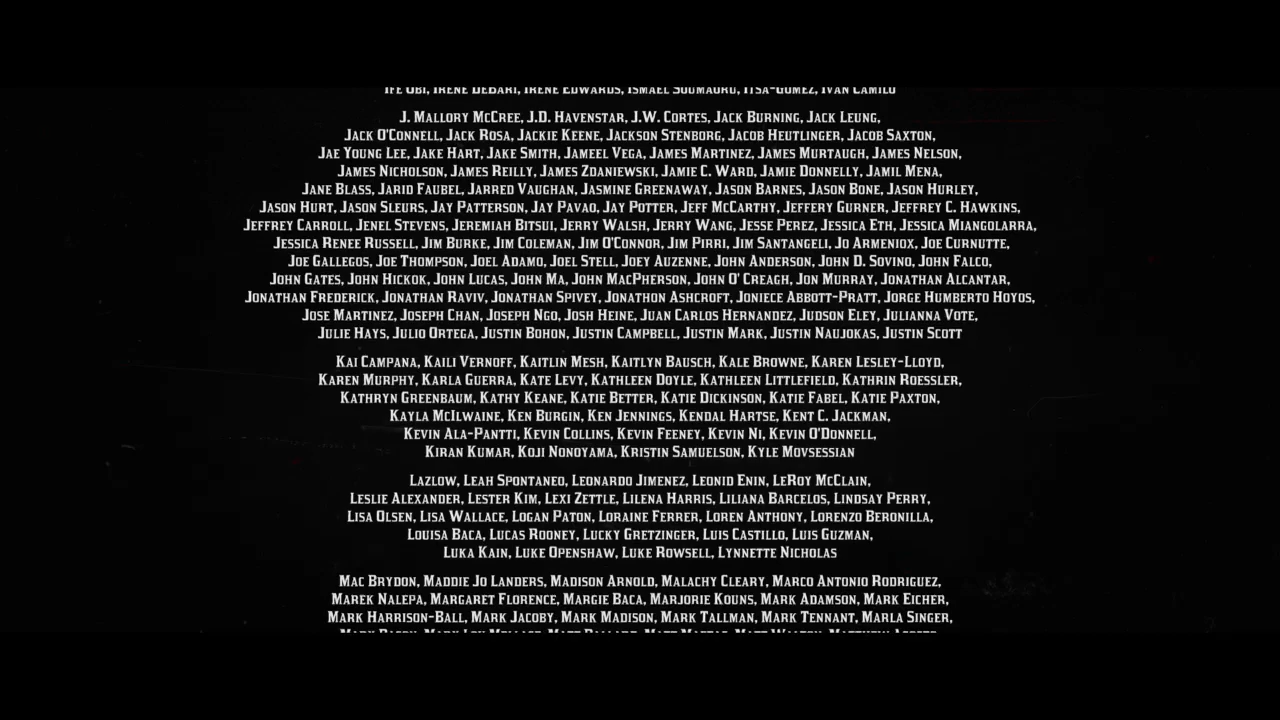 Ife Obi, Irene DeBari, Irene Edwards, Ismael Soumauro, Itsa-Gomez, Ivan Camilo
J. Mallory McCree, J.D. Havenstar, J.W. Cortes, Jack Burning, Jack Leung,
Jack O'Connell, Jack Rosa, Jackie Keene, Jackson Stenborg, Jacob Heutlinger, Jacob Saxton,
Jae Young Lee, Jake Hart, Jake Smith, Jameel Vega, James Martinez, James Murtaugh, James Nelson,
James Nicholson, James Reilly, James Zdaniewski, Jamie C. Ward, Jamie Donnelly, Jamil Mena,
Jane Blass, Jarid Faubel, Jarred Vaughan, Jasmine Greenaway, Jason Barnes, Jason Bone, Jason Hurley,
Jason Hurt, Jason Sleurs, Jay Patterson, Jay Pavao, Jay Potter, Jeff McCarthy, Jeffery Gurner, Jeffrey C. Hawkins,
Jeffrey Carroll, Jenel Stevens, Jeremiah Bitsui, Jerry Walsh, Jerry Wang, Jesse Perez, Jessica Eth, Jessica Miangolarra,
Jessica Renee Russell, Jim Burke, Jim Coleman, Jim O'Connor, Jim Pirri, Jim Santangeli, Jo Armeniox, Joe Curnutte,
Joe Gallegos, Joe Thompson, Joel Adamo, Joel Stell, Joey Auzenne, John Anderson, John D. Sovino, John Falco,
John Gates, John Hickok, John Lucas, John Ma, John MacPherson, John O' Creagh, Jon Murray, Jonathan Alcantar,
Jonathan Frederick, Jonathan Raviv, Jonathan Spivey, Jonathon Ashcroft, Joniece Abbott-Pratt, Jorge Humberto Hoyos,
Jose Martinez, Joseph Chan, Joseph Ngo, Josh Heine, Juan Carlos Hernandez, Judson Eley, Julianna Vote,
Julie Hays, Julio Ortega, Justin Bohon, Justin Campbell, Justin Mark, Justin Naujokas, Justin Scott
Kai Campana, Kaili Vernoff, Kaitlin Mesh, Kaitlyn Bausch, Kale Browne, Karen Lesley-Lloyd,
Karen Murphy, Karla Guerra, Kate Levy, Kathleen Doyle, Kathleen Littlefield, Kathrin Roessler,
Kathryn Greenbaum, Kathy Keane, Katie Better, Katie Dickinson, Katie Fabel, Katie Paxton,
Kayla McIlwaine, Ken Burgin, Ken Jennings, Kendal Hartse, Kent C. Jackman,
Kevin Ala-Pantti, Kevin Collins, Kevin Feeney, Kevin Ni, Kevin O'Donnell,
Kiran Kumar, Koji Nonoyama, Kristin Samuelson, Kyle Movsessian
Lazlow, Leah Spontaneo, Leonardo Jimenez, Leonid Enin, LeRoy McClain,
Leslie Alexander, Lester Kim, Lexi Zettle, Lilena Harris, Liliana Barcelos, Lindsay Perry,
Lisa Olsen, Lisa Wallace, Logan Paton, Loraine Ferrer, Loren Anthony, Lorenzo Beronilla,
Louisa Baca, Lucas Rooney, Lucky Gretzinger, Luis Castillo, Luis Guzman,
Luka Kain, Luke Openshaw, Luke Rowsell, Lynnette Nicholas
Mac Brydon, Maddie Jo Landers, Madison Arnold, Malachy Cleary, Marco Antonio Rodriguez,
Marek Nalepa, Margaret Florence, Margie Baca, Marjorie Kouns, Mark Adamson, Mark Eicher,
Mark Harrison-Ball, Mark Jacoby, Mark Madison, Mark Tallman, Mark Tennant, Marla Singer,